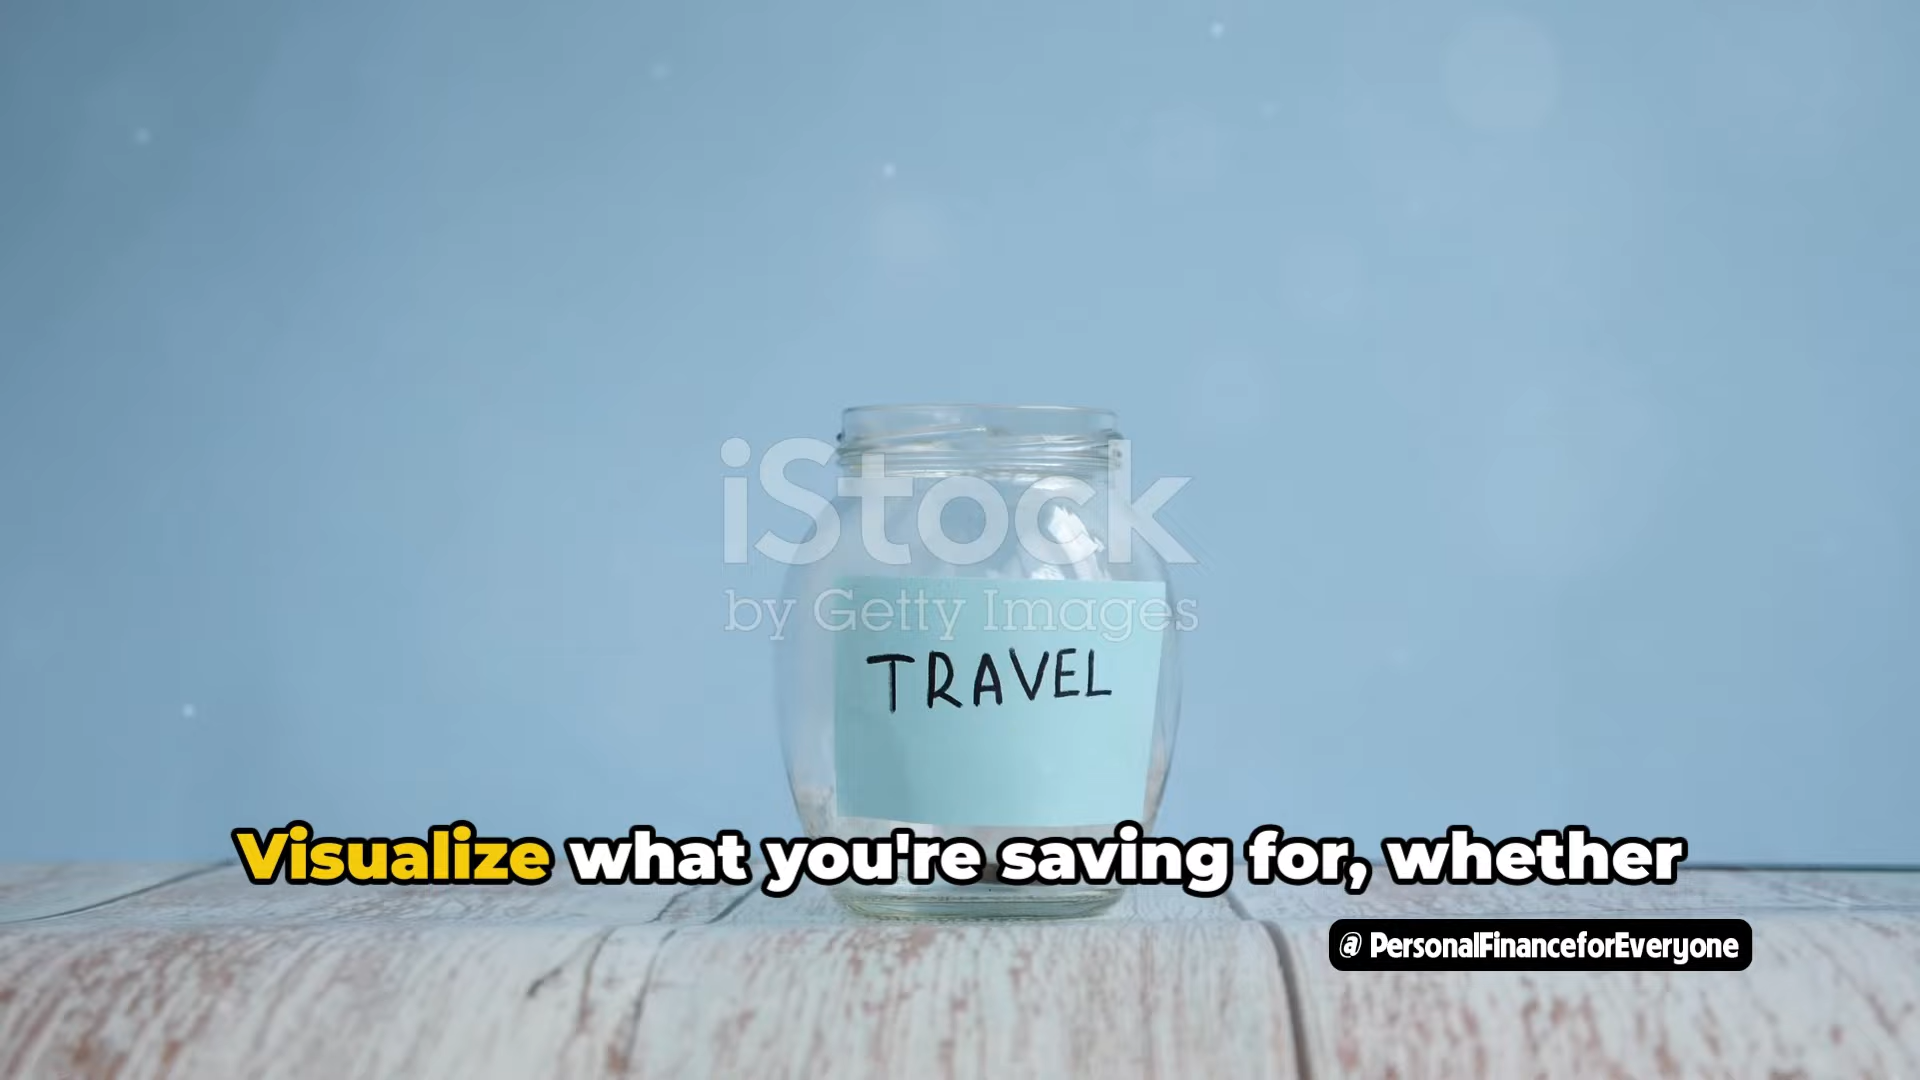 iStock
by Getty Images
TRAVEL
Visualize what you're saving for, whether
@ PersonalFinanceforEveryone